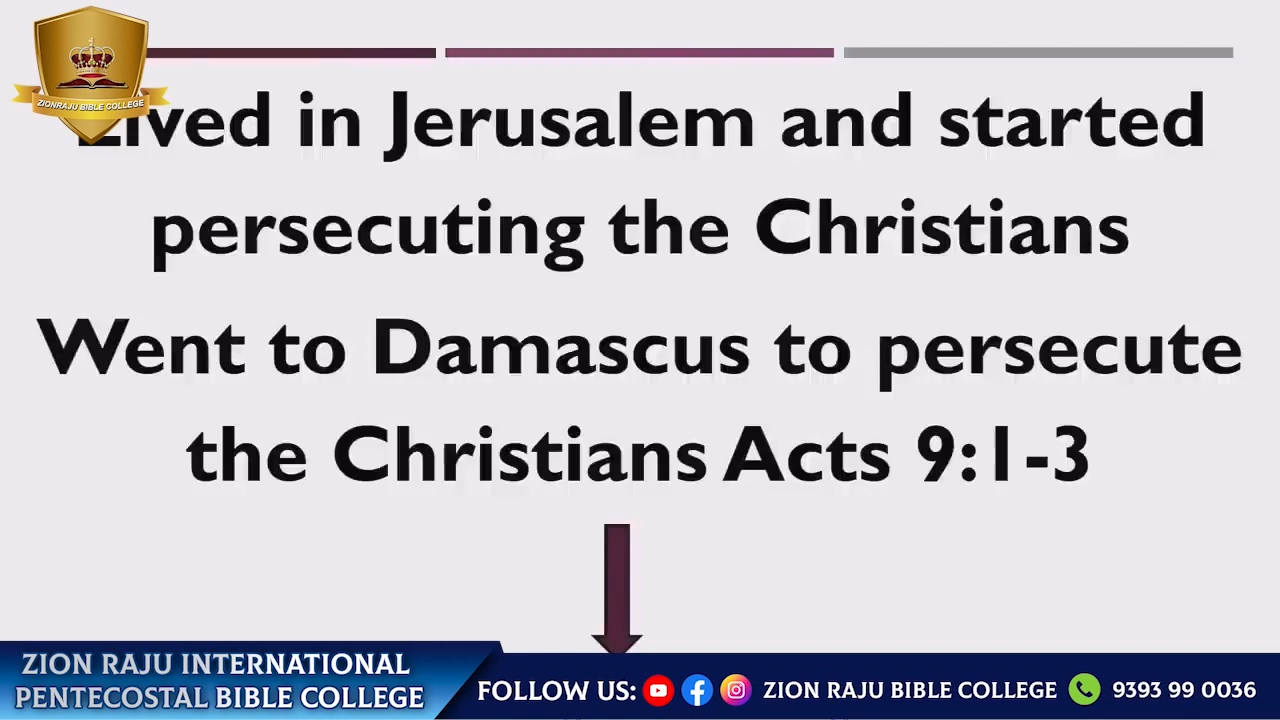 ZIONRAJU BIBLE COLLEGE
Lived in Jerusalem and started
persecuting the Christians
Went to Damascus to persecute
the Christians Acts 9:1-3
ZION RAJU INTERNATIONAL
PENTECOSTAL BIBLE COLLEGE
FOLLOW US: ZION RAJU BIBLE COLLEGE 9393 99 0036